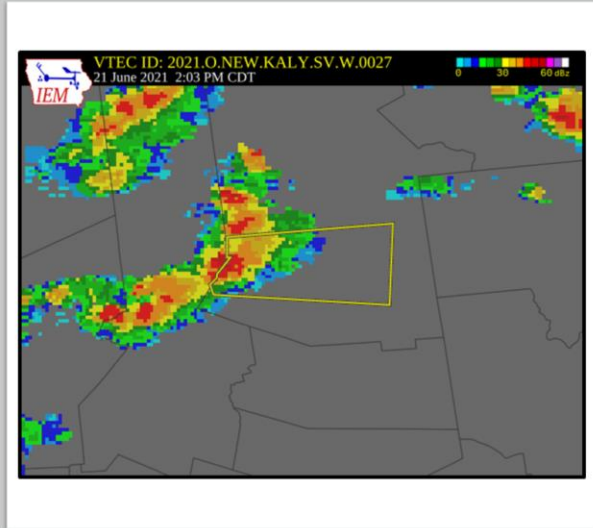 VTEC ID: 2021.O.NEW.KALY.SV.W.0027
21 June 2021 2:03 PM CDT
IEM
0 30 60 dBz